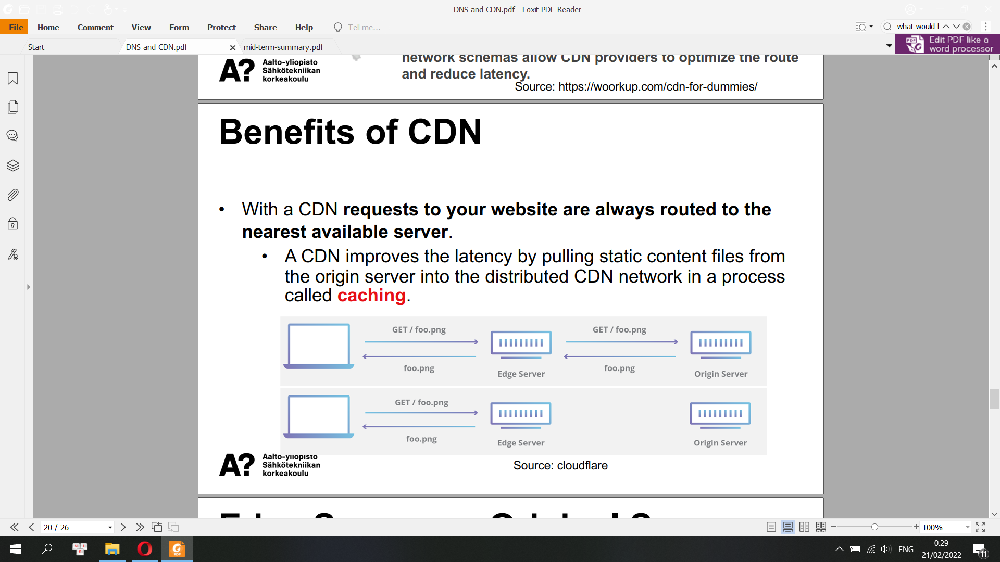 DNS and CDN.pdf - Foxit PDF Reader
File Home Comment View Form Protect Share Help Tell me...
what would l
Start
DNS and CDN.pdf
mid-term-summary.pdf
Edit PDF like a
word processor
network schemas allow CDN providers to optimize the route
and reduce latency.
A?
Aalto-yliopisto
Sähkötekniikan
korkeakoulu
Source: https://woorkup.com/cdn-for-dummies/
Benefits of CDN
• With a CDN requests to your website are always routed to the
nearest available server.
• A CDN improves the latency by pulling static content files from
the origin server into the distributed CDN network in a process
called caching.
GET / foo.png
GET / foo.png
foo.png
foo.png
Edge Server
Origin Server
GET / foo.png
foo.png
Edge Server
Origin Server
A?
Aalto-yliopisto
Sähkötekniikan
korkeakoulu
Source: cloudflare
20 / 26
100%
ENG
0.29
21/02/2022
11